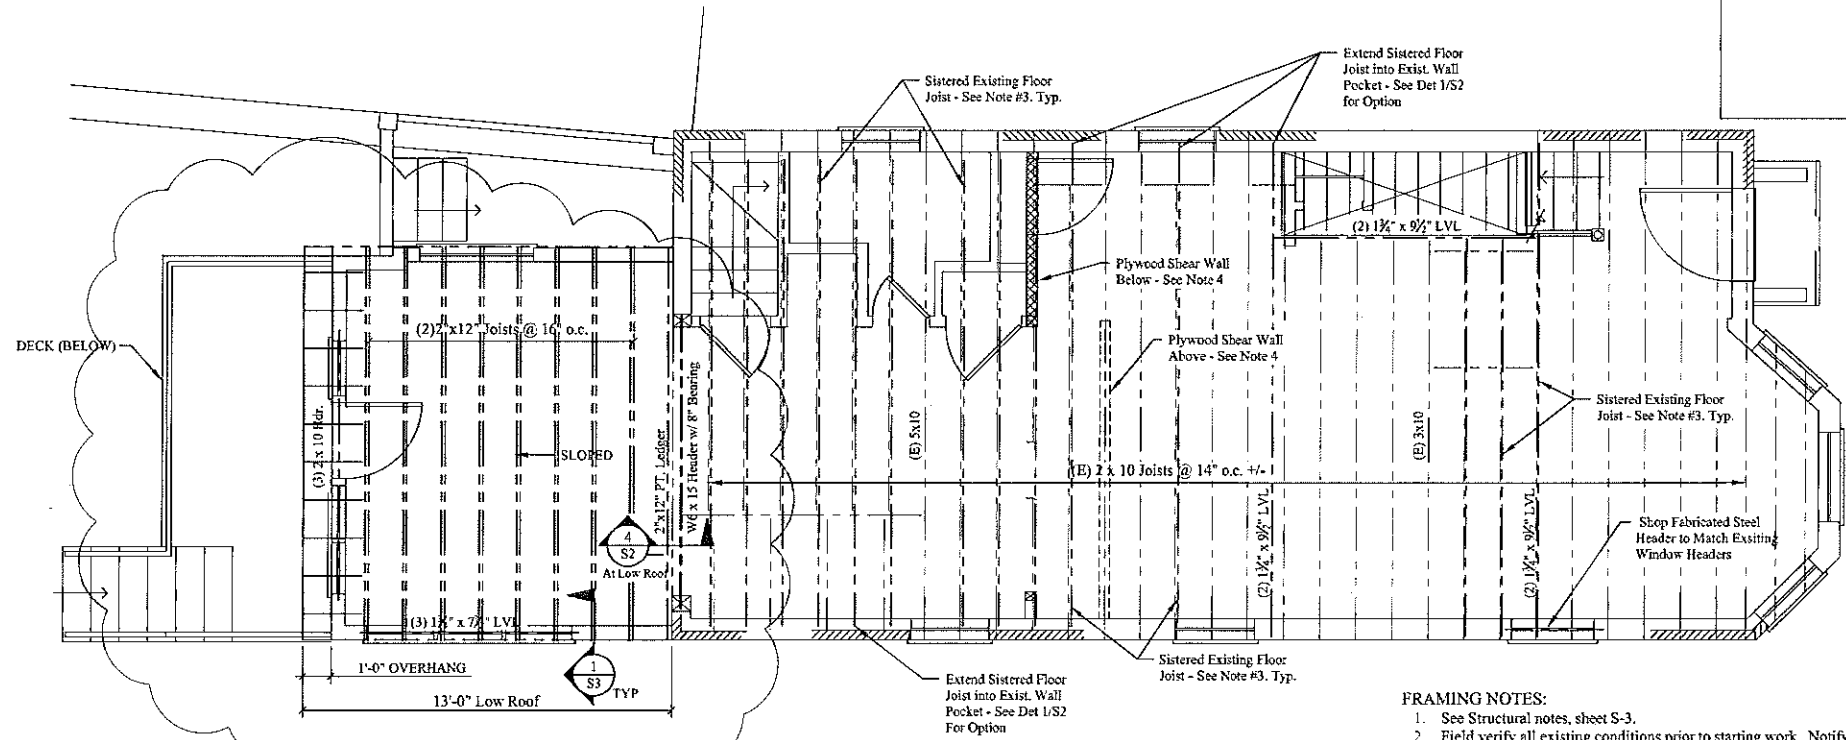 Extend Sistered Floor
Joist into Exist. Wall
Pocket - See Det 1/S2
for Option
Sistered Existing Floor
Joist - See Note #3. Typ.
(2) 1¾" x 9½" LVL
Plywood Shear Wall
Below - See Note 4
(2)2"x12" Joists @ 16" o.c.
DECK (BELOW)
Plywood Shear Wall
Above - See Note 4
(3) 2 x 10 Hdr.
SLOPED
2"x12" PT. Ledger
W6 x 15 Header w/ 8" Bearing
(E) 5x10
(E) 3x10
Sistered Existing Floor
Joist - See Note #3. Typ.
(E) 2 x 10 Joists @ 14" o.c. +/-
(2) 1¾" x 9½" LVL
(2) 1¾" x 9½" LVL
Shop Fabricated Steel
Header to Match Exsiting
Window Headers
4
S2
At Low Roof
(3) 1¾" x 7¼" LVL
1'-0" OVERHANG
1
S3
TYP
13'-0" Low Roof
Sistered Existing Floor
Joist - See Note #3. Typ.
Extend Sistered Floor
Joist into Exist. Wall
Pocket - See Det 1/S2
For Option
FRAMING NOTES:
1. See Structural notes, sheet S-3.
2. Field verify all existing conditions prior to starting work. Notify